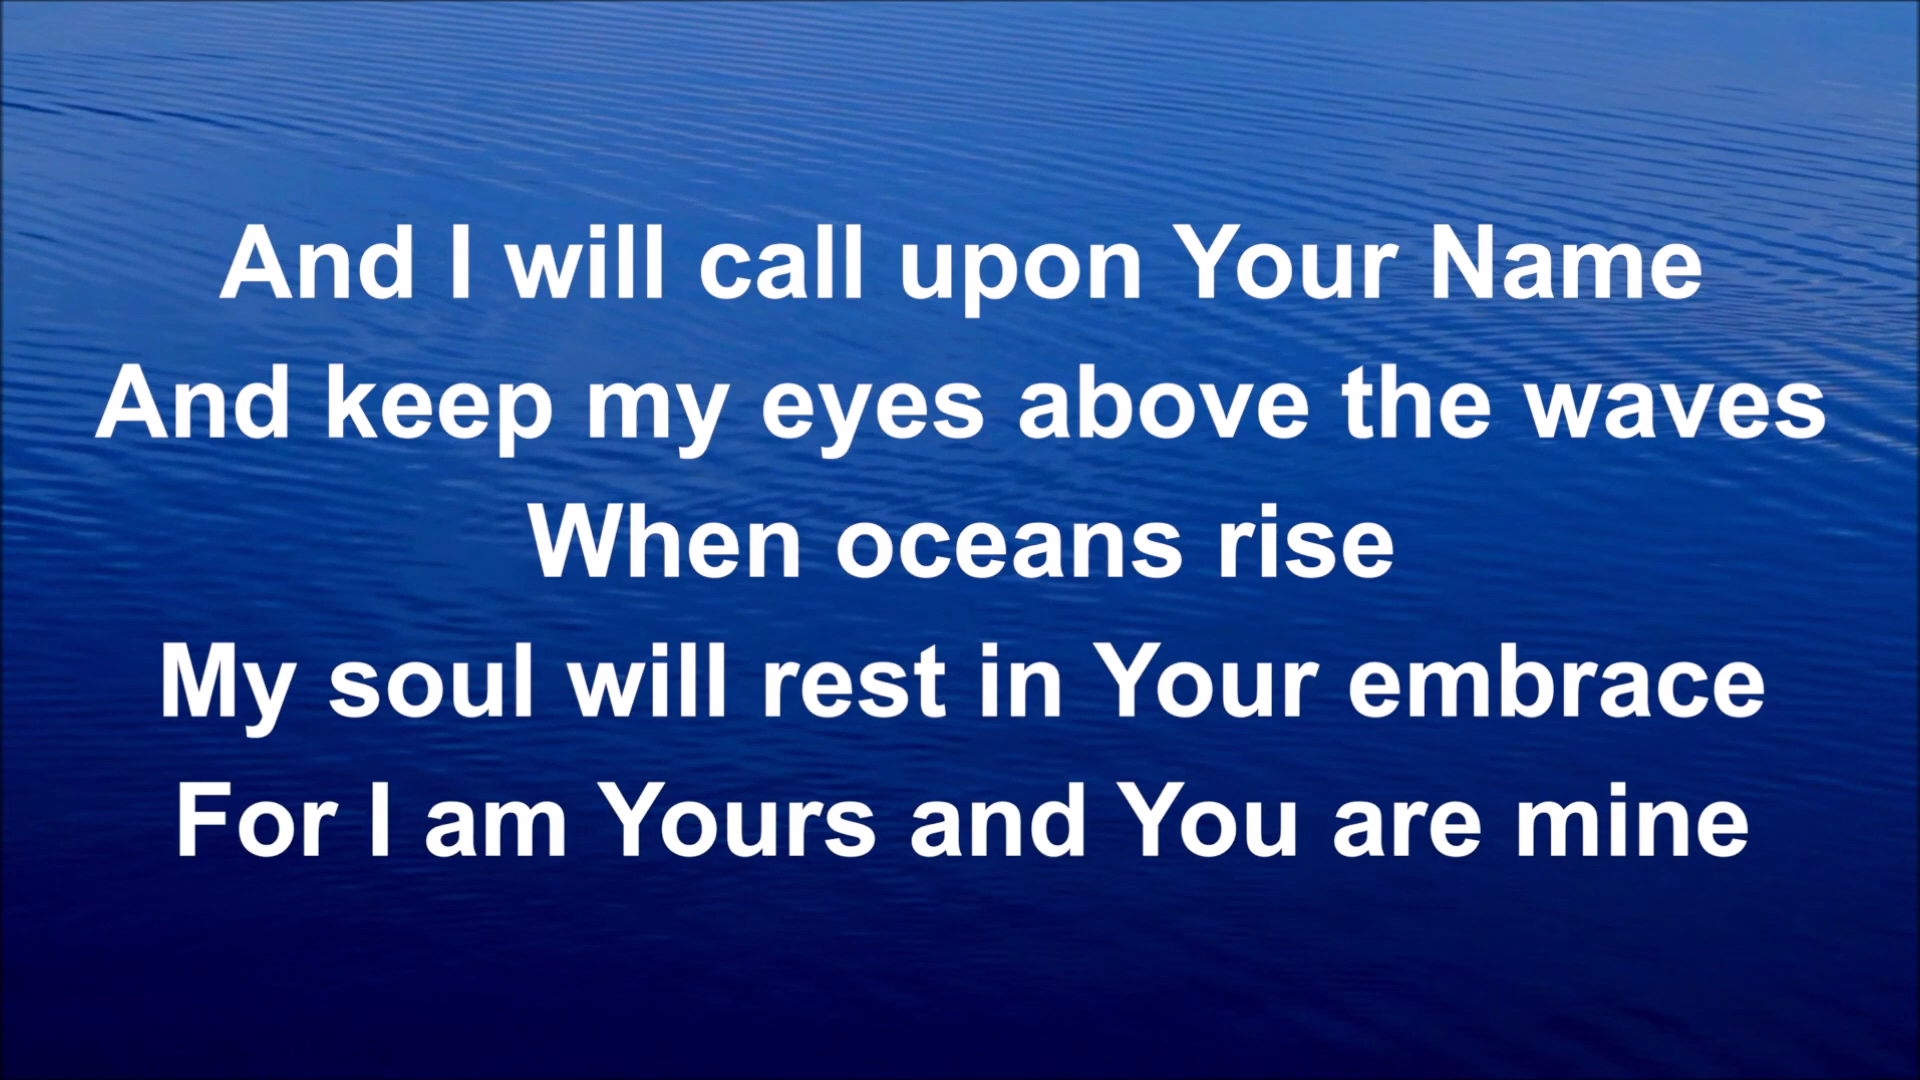 And I will call upon Your Name
And keep my eyes above the waves
When oceans rise
My soul will rest in Your embrace
For I am Yours and You are mine